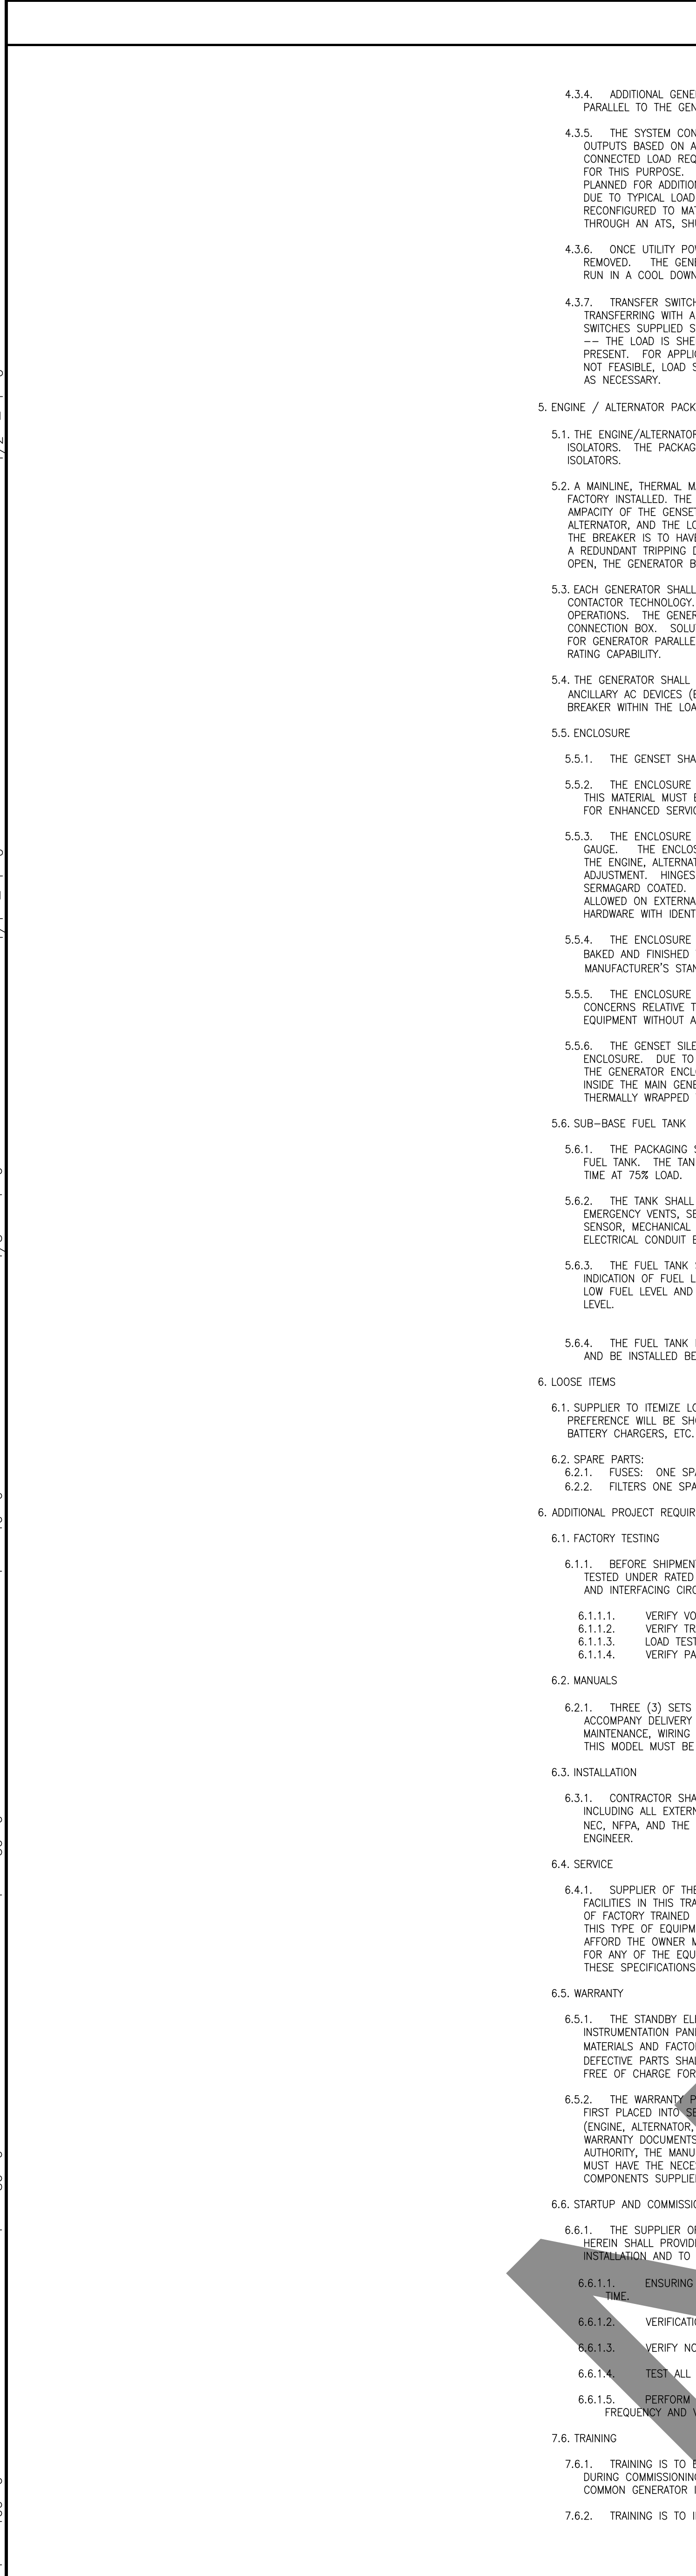 4.3.4. ADDITIONAL GENE
PARALLEL TO THE GEN
4.3.5. THE SYSTEM CON
OUTPUTS BASED ON A
CONNECTED LOAD REQ
FOR THIS PURPOSE.
PLANNED FOR ADDITION
DUE TO TYPICAL LOAD
RECONFIGURED TO MAT
THROUGH AN ATS, SHU
4.3.6. ONCE UTILITY POW
REMOVED. THE GENE
RUN IN A COOL DOWN
4.3.7. TRANSFER SWITCH
TRANSFERRING WITH A
SWITCHES SUPPLIED S
-- THE LOAD IS SHE
PRESENT. FOR APPLIC
NOT FEASIBLE, LOAD S
AS NECESSARY.
5. ENGINE / ALTERNATOR PACK
5.1. THE ENGINE/ALTERNATOR
ISOLATORS. THE PACKAG
ISOLATORS.
5.2. A MAINLINE, THERMAL MA
FACTORY INSTALLED. THE
AMPACITY OF THE GENSET
ALTERNATOR, AND THE LO
THE BREAKER IS TO HAVE
A REDUNDANT TRIPPING D
OPEN, THE GENERATOR B
5.3. EACH GENERATOR SHALL
CONTACTOR TECHNOLOGY.
OPERATIONS. THE GENER
CONNECTION BOX. SOLU
FOR GENERATOR PARALLE
RATING CAPABILITY.
5.4. THE GENERATOR SHALL
ANCILLARY AC DEVICES (B
BREAKER WITHIN THE LOA
5.5. ENCLOSURE
5.5.1. THE GENSET SHA
5.5.2. THE ENCLOSURE
THIS MATERIAL MUST B
FOR ENHANCED SERVIC
5.5.3. THE ENCLOSURE
GAUGE. THE ENCLOS
THE ENGINE, ALTERNAT
ADJUSTMENT. HINGES
SERMAGARD COATED.
ALLOWED ON EXTERNA
HARDWARE WITH IDENT
5.5.4. THE ENCLOSURE
BAKED AND FINISHED
MANUFACTURER'S STAN
5.5.5. THE ENCLOSURE
CONCERNS RELATIVE T
EQUIPMENT WITHOUT A
5.5.6. THE GENSET SILE
ENCLOSURE. DUE TO
THE GENERATOR ENCL
INSIDE THE MAIN GENE
THERMALLY WRAPPED
5.6. SUB-BASE FUEL TANK
5.6.1. THE PACKAGING S
FUEL TANK. THE TAN
TIME AT 75% LOAD.
5.6.2. THE TANK SHALL
EMERGENCY VENTS, SE
SENSOR, MECHANICAL
ELECTRICAL CONDUIT E
5.6.3. THE FUEL TANK S
INDICATION OF FUEL L
LOW FUEL LEVEL AND
LEVEL.
5.6.4. THE FUEL TANK
AND BE INSTALLED BE
6. LOOSE ITEMS
6.1. SUPPLIER TO ITEMIZE LO
PREFERENCE WILL BE SHO
BATTERY CHARGERS, ETC.
6.2. SPARE PARTS:
6.2.1. FUSES: ONE SPA
6.2.2. FILTERS ONE SPA
6. ADDITIONAL PROJECT REQUIR
6.1. FACTORY TESTING
6.1.1. BEFORE SHIPMENT
TESTED UNDER RATED
AND INTERFACING CIRC
6.1.1.1. VERIFY VO
6.1.1.2. VERIFY TR
6.1.1.3. LOAD TEST
6.1.1.4. VERIFY PA
6.2. MANUALS
6.2.1. THREE (3) SETS
ACCOMPANY DELIVERY
MAINTENANCE, WIRING
THIS MODEL MUST BE
6.3. INSTALLATION
6.3.1. CONTRACTOR SHA
INCLUDING ALL EXTERN
NEC, NFPA, AND THE
ENGINEER.
6.4. SERVICE
6.4.1. SUPPLIER OF THE
FACILITIES IN THIS TRA
OF FACTORY TRAINED
THIS TYPE OF EQUIPM
AFFORD THE OWNER M
FOR ANY OF THE EQU
THESE SPECIFICATIONS
6.5. WARRANTY
6.5.1. THE STANDBY ELE
INSTRUMENTATION PANE
MATERIALS AND FACTO
DEFECTIVE PARTS SHAL
FREE OF CHARGE FOR
6.5.2. THE WARRANTY P
FIRST PLACED INTO SE
(ENGINE, ALTERNATOR,
WARRANTY DOCUMENTS
AUTHORITY, THE MANU
MUST HAVE THE NECES
COMPONENTS SUPPLIE
6.6. STARTUP AND COMMISSIO
6.6.1. THE SUPPLIER OF
HEREIN SHALL PROVID
INSTALLATION AND TO
6.6.1.1. ENSURING
TIME.
6.6.1.2. VERIFICATIO
6.6.1.3. VERIFY NO
6.6.1.4. TEST ALL
6.6.1.5. PERFORM
FREQUENCY AND V
7.6. TRAINING
7.6.1. TRAINING IS TO B
DURING COMMISSIONING
COMMON GENERATOR I
7.6.2. TRAINING IS TO I